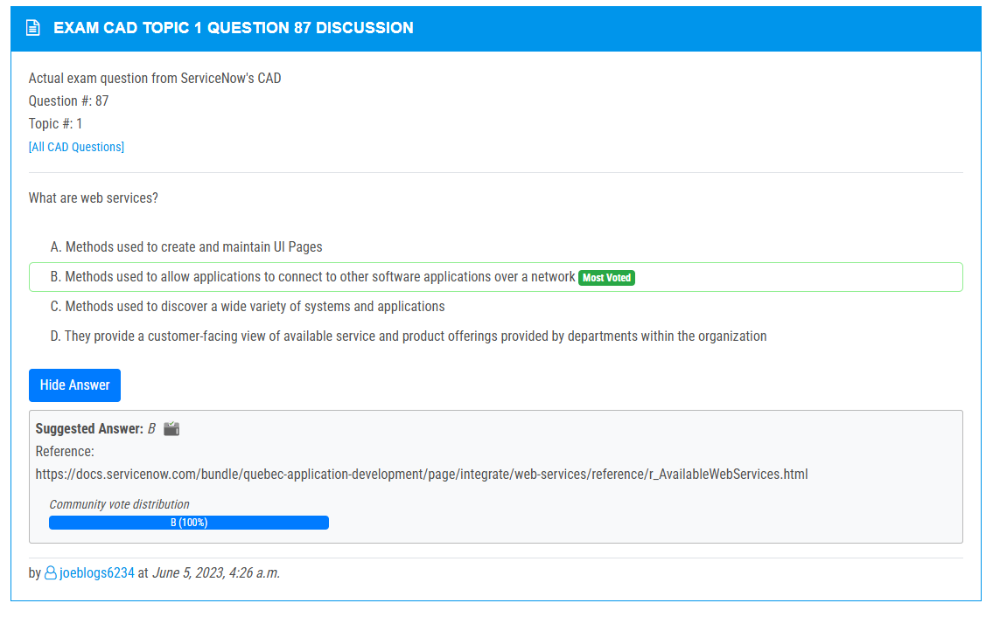 EXAM CAD TOPIC 1 QUESTION 87 DISCUSSION
Actual exam question from ServiceNow's CAD
Question #: 87
Topic #: 1
[All CAD Questions]
What are web services?
A. Methods used to create and maintain UI Pages
B. Methods used to allow applications to connect to other software applications over a network Most Voted
C. Methods used to discover a wide variety of systems and applications
D. They provide a customer-facing view of available service and product offerings provided by departments within the organization
Hide Answer
Suggested Answer: B
Reference:
https://docs.servicenow.com/bundle/quebec-application-development/page/integrate/web-services/reference/r_AvailableWebServices.html
Community vote distribution
B (100%)
by joeblogs6234 at June 5, 2023, 4:26 a.m.